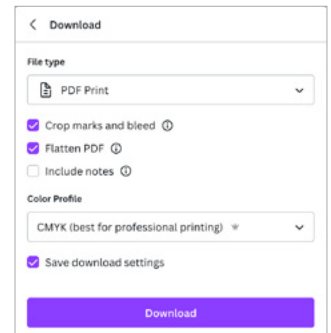 Download
File type
PDF Print
Crop marks and bleed
Flatten PDF
Include notes
Color Profile
CMYK (best for professional printing)
Save download settings
Download